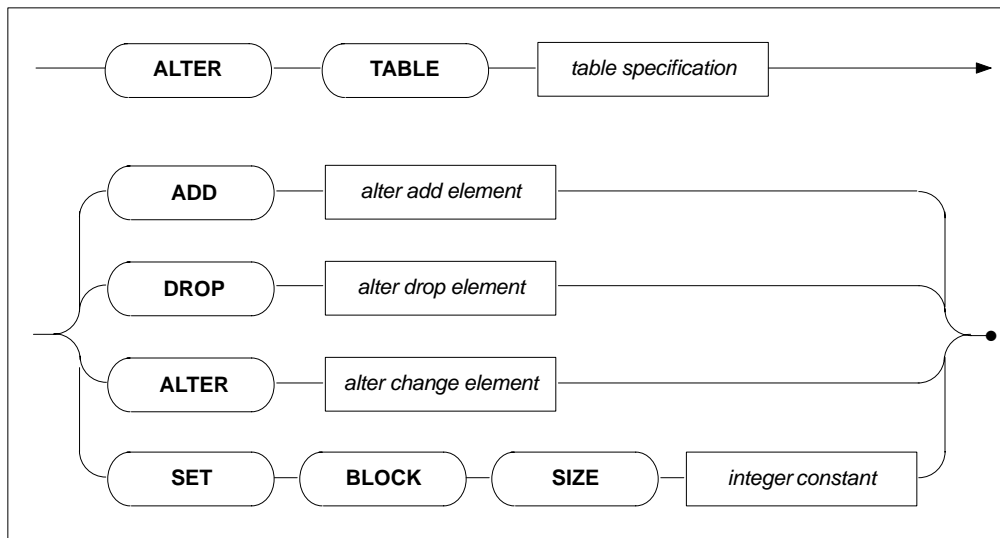 ALTER TABLE table specification
ADD alter add element
DROP alter drop element
ALTER alter change element
SET BLOCK SIZE integer constant